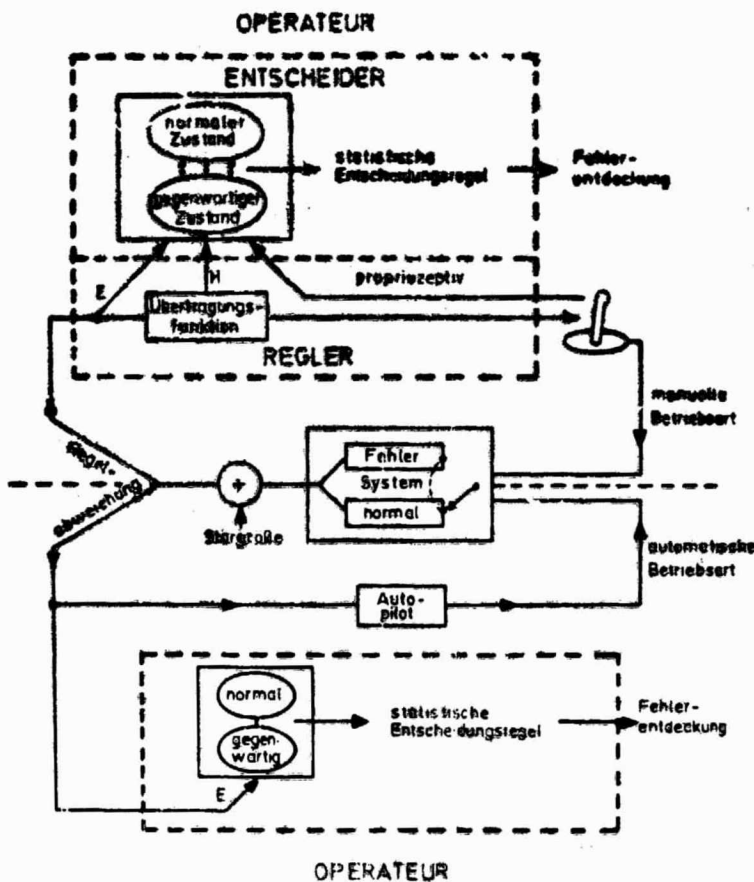 OPERATEUR
ENTSCHEIDER
normaler
Zustand
gegenwärtiger
Zustand
statistische
Entscheidungsregel
Fehler-
entdeckung
E
H
propriozeptiv
Übertragungs-
funktion
REGLER
manuelle
Betriebsart
Regel-
abweichung
+
Störgröße
Fehler
System
normal
automatische
Betriebsart
Auto-
pilot
normal
gegen-
wärtig
statistische
Entscheidungsregel
Fehler-
entdeckung
E
OPERATEUR